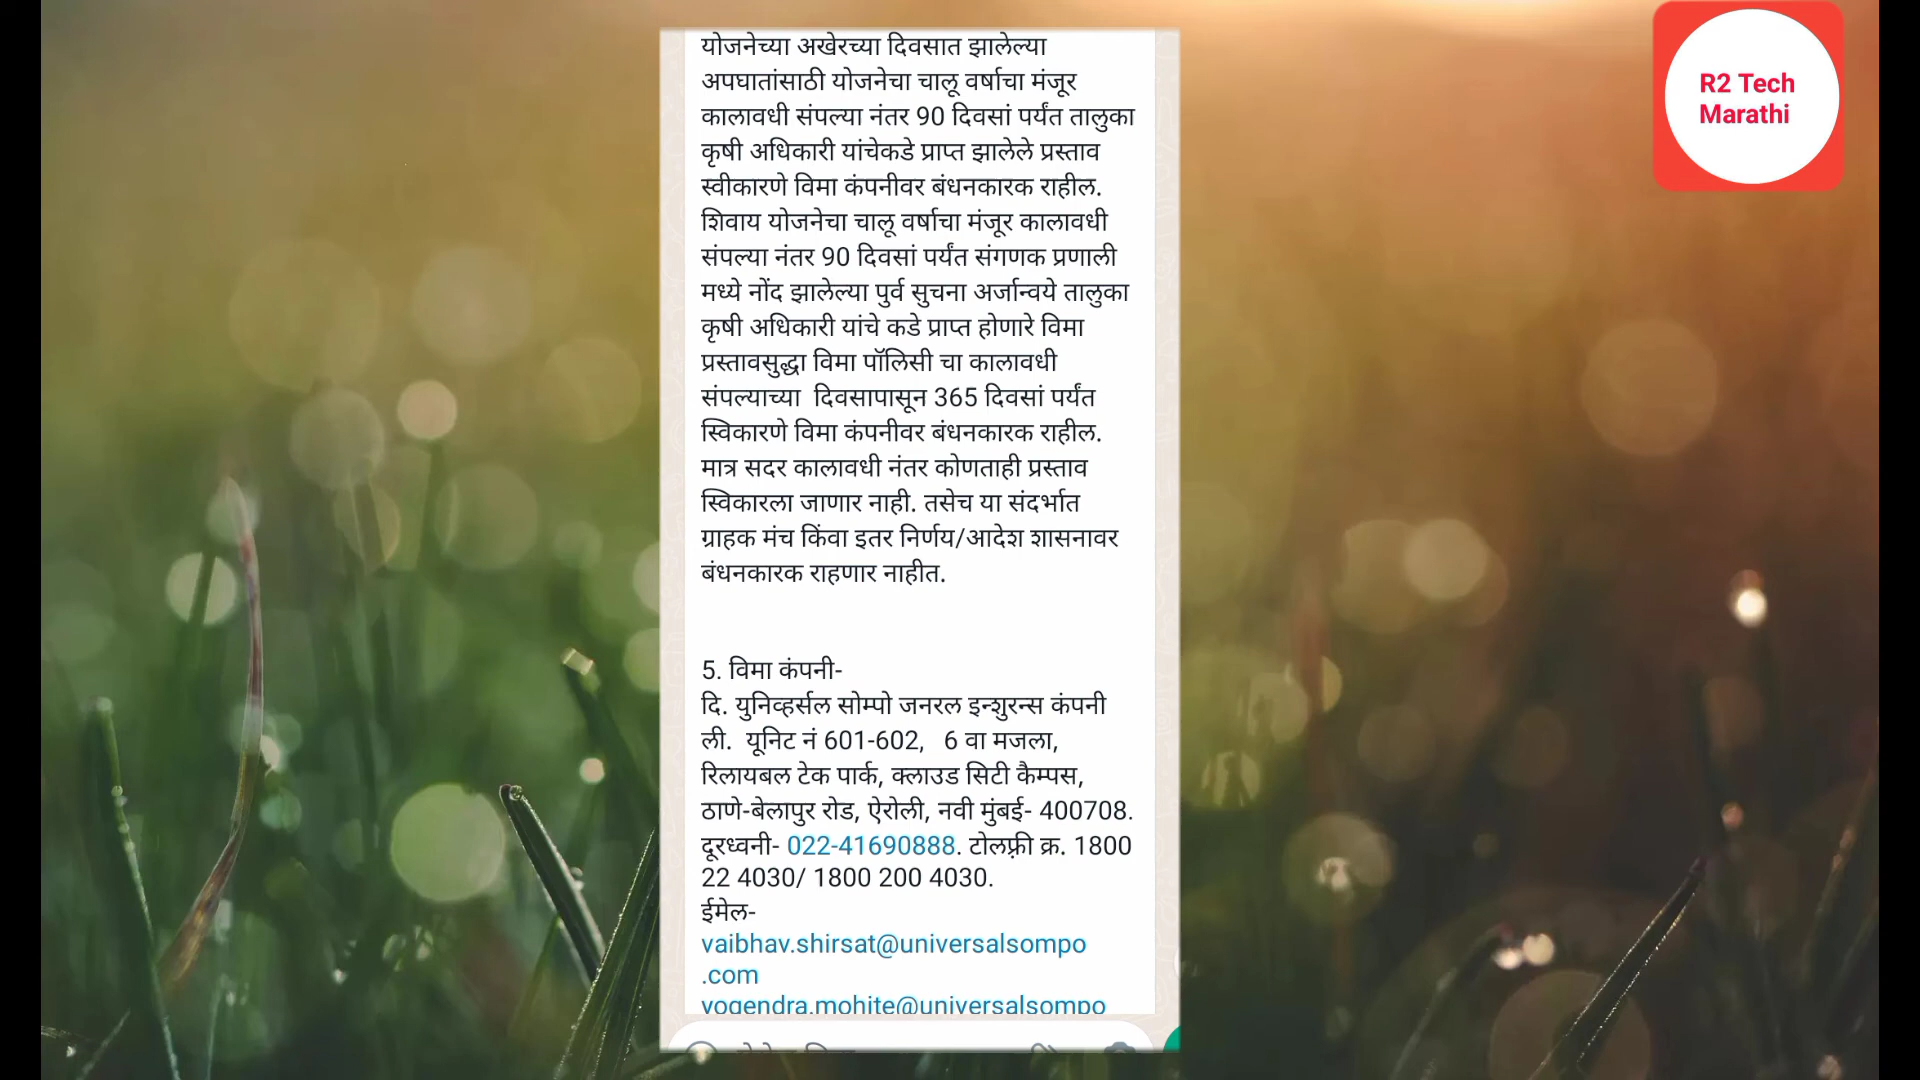 R2 Tech
Marathi
योजनेच्या अखेरच्या दिवसात झालेल्या
अपघातांसाठी योजनेचा चालू वर्षाचा मंजूर
कालावधी संपल्या नंतर 90 दिवसां पर्यंत तालुका
कृषी अधिकारी यांचेकडे प्राप्त झालेले प्रस्ताव
स्वीकारणे विमा कंपनीवर बंधनकारक राहील.
शिवाय योजनेचा चालू वर्षाचा मंजूर कालावधी
संपल्या नंतर 90 दिवसां पर्यंत संगणक प्रणाली
मध्ये नोंद झालेल्या पुर्व सुचना अर्जान्वये तालुका
कृषी अधिकारी यांचे कडे प्राप्त होणारे विमा
प्रस्तावसुद्धा विमा पॉलिसी चा कालावधी
संपल्याच्या  दिवसापासून 365 दिवसां पर्यंत
स्विकारणे विमा कंपनीवर बंधनकारक राहील.
मात्र सदर कालावधी नंतर कोणताही प्रस्ताव
स्विकारला जाणार नाही. तसेच या संदर्भात
ग्राहक मंच किंवा इतर निर्णय/आदेश शासनावर
बंधनकारक राहणार नाहीत.
5. विमा कंपनी-
दि. युनिव्हर्सल सोम्पो जनरल इन्शुरन्स कंपनी
ली.  यूनिट नं 601-602,   6 वा मजला,
रिलायबल टेक पार्क, क्लाउड सिटी कैम्पस,
ठाणे-बेलापुर रोड, ऐरोली, नवी मुंबई- 400708.
दूरध्वनी- 022-41690888. टोलफ़्री क्र. 1800
22 4030/ 1800 200 4030.
ईमेल-
vaibhav.shirsat@universalsompo
.com
yogendra.mohite@universalsompo